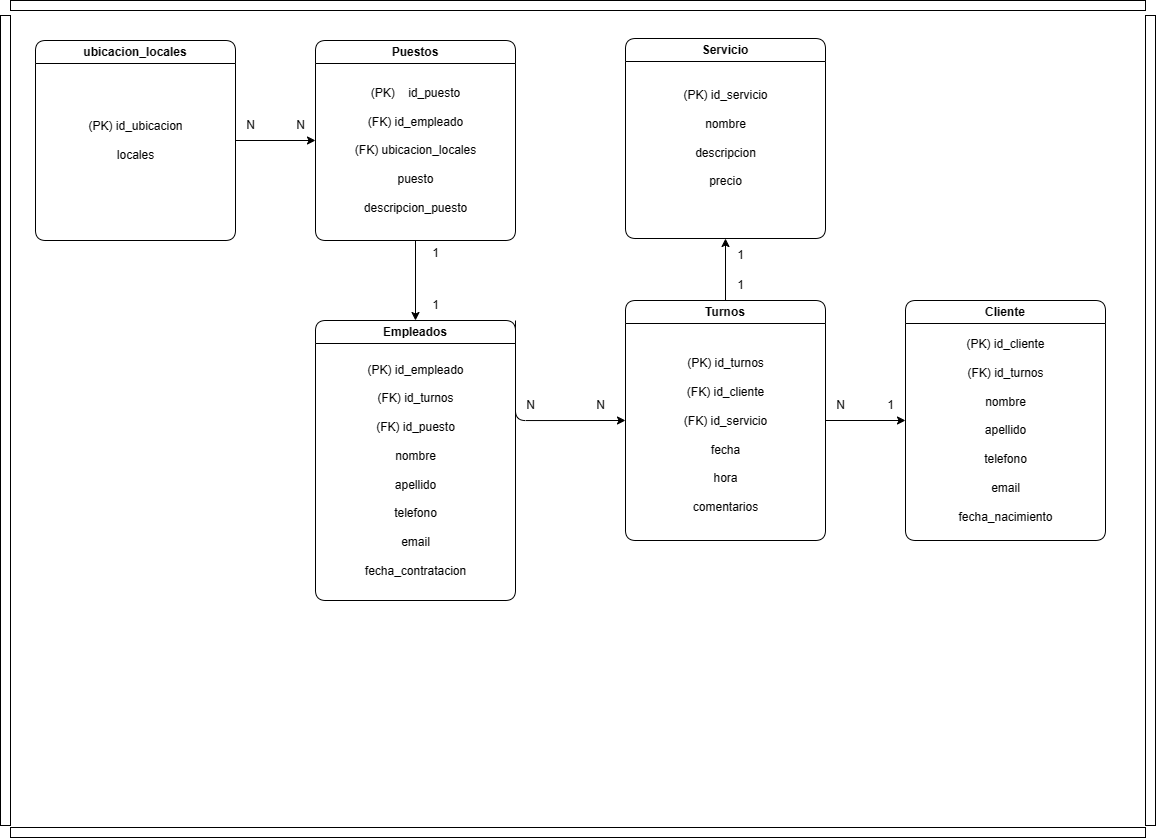 ubicacion_locales
(PK) id_ubicacion
locales
N N
Puestos
(PK) id_puesto
(FK) id_empleado
(FK) ubicacion_locales
puesto
descripcion_puesto
1
1
Servicio
(PK) id_servicio
nombre
descripcion
precio
1
1
Empleados
(PK) id_empleado
(FK) id_turnos
(FK) id_puesto
nombre
apellido
telefono
email
fecha_contratacion
N N
Turnos
(PK) id_turnos
(FK) id_cliente
(FK) id_servicio
fecha
hora
comentarios
N 1
Cliente
(PK) id_cliente
(FK) id_turnos
nombre
apellido
telefono
email
fecha_nacimiento